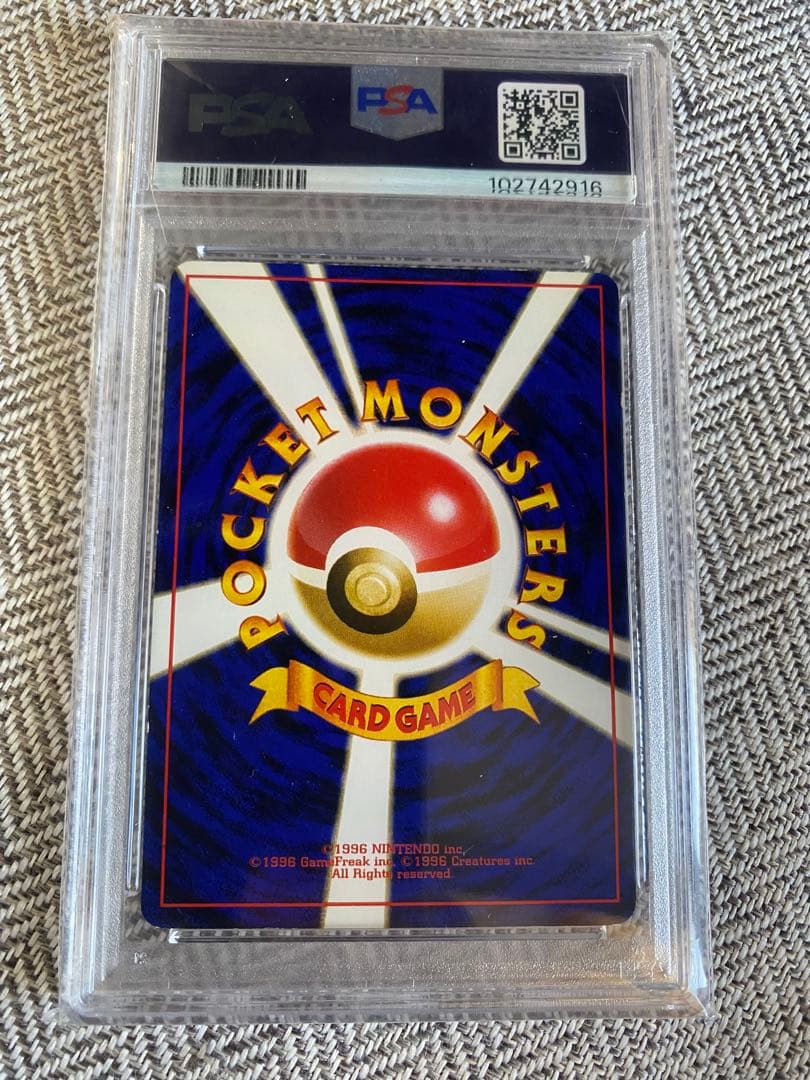 PSA
PSA
102742916
POCKET MONSTERS
CARD GAME
©1996 NINTENDO inc.
©1996 GameFreak inc. ©1996 Creatures inc.
All Rights reserved.